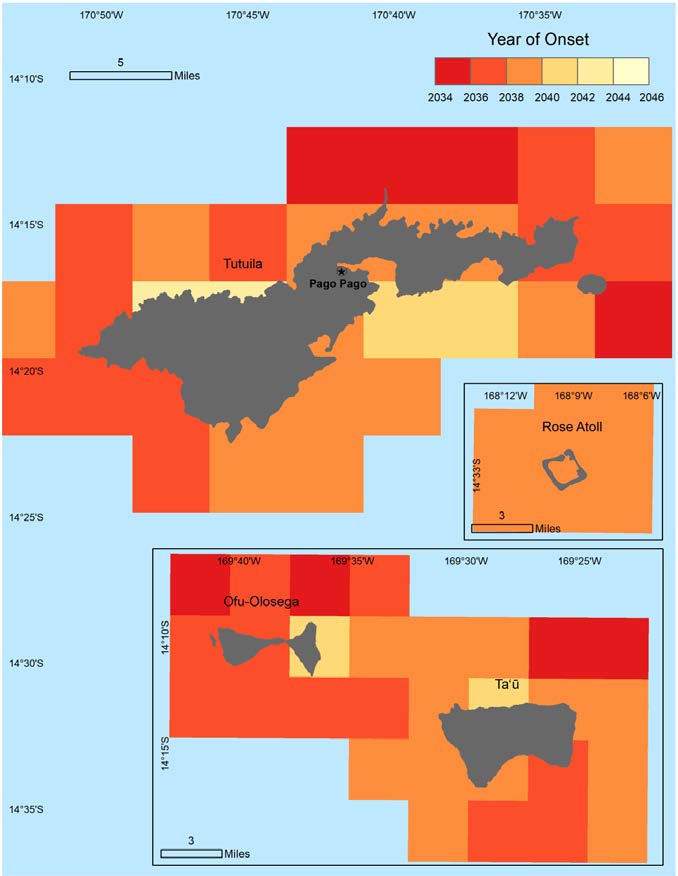 170°50'W 170°45'W 170°40'W 170°35'W
Year of Onset
2034 2036 2038 2040 2042 2044 2046
5
Miles
14°10'S
14°15'S
Tutuila
Pago Pago
14°20'S
168°12'W 168°9'W 168°6'W
Rose Atoll
14°33'S
3
Miles
14°25'S
169°40'W 169°35'W 169°30'W 169°25'W
Ofu-Olosega
14°10'S
14°30'S
Ta'ū
14°15'S
14°35'S
3
Miles